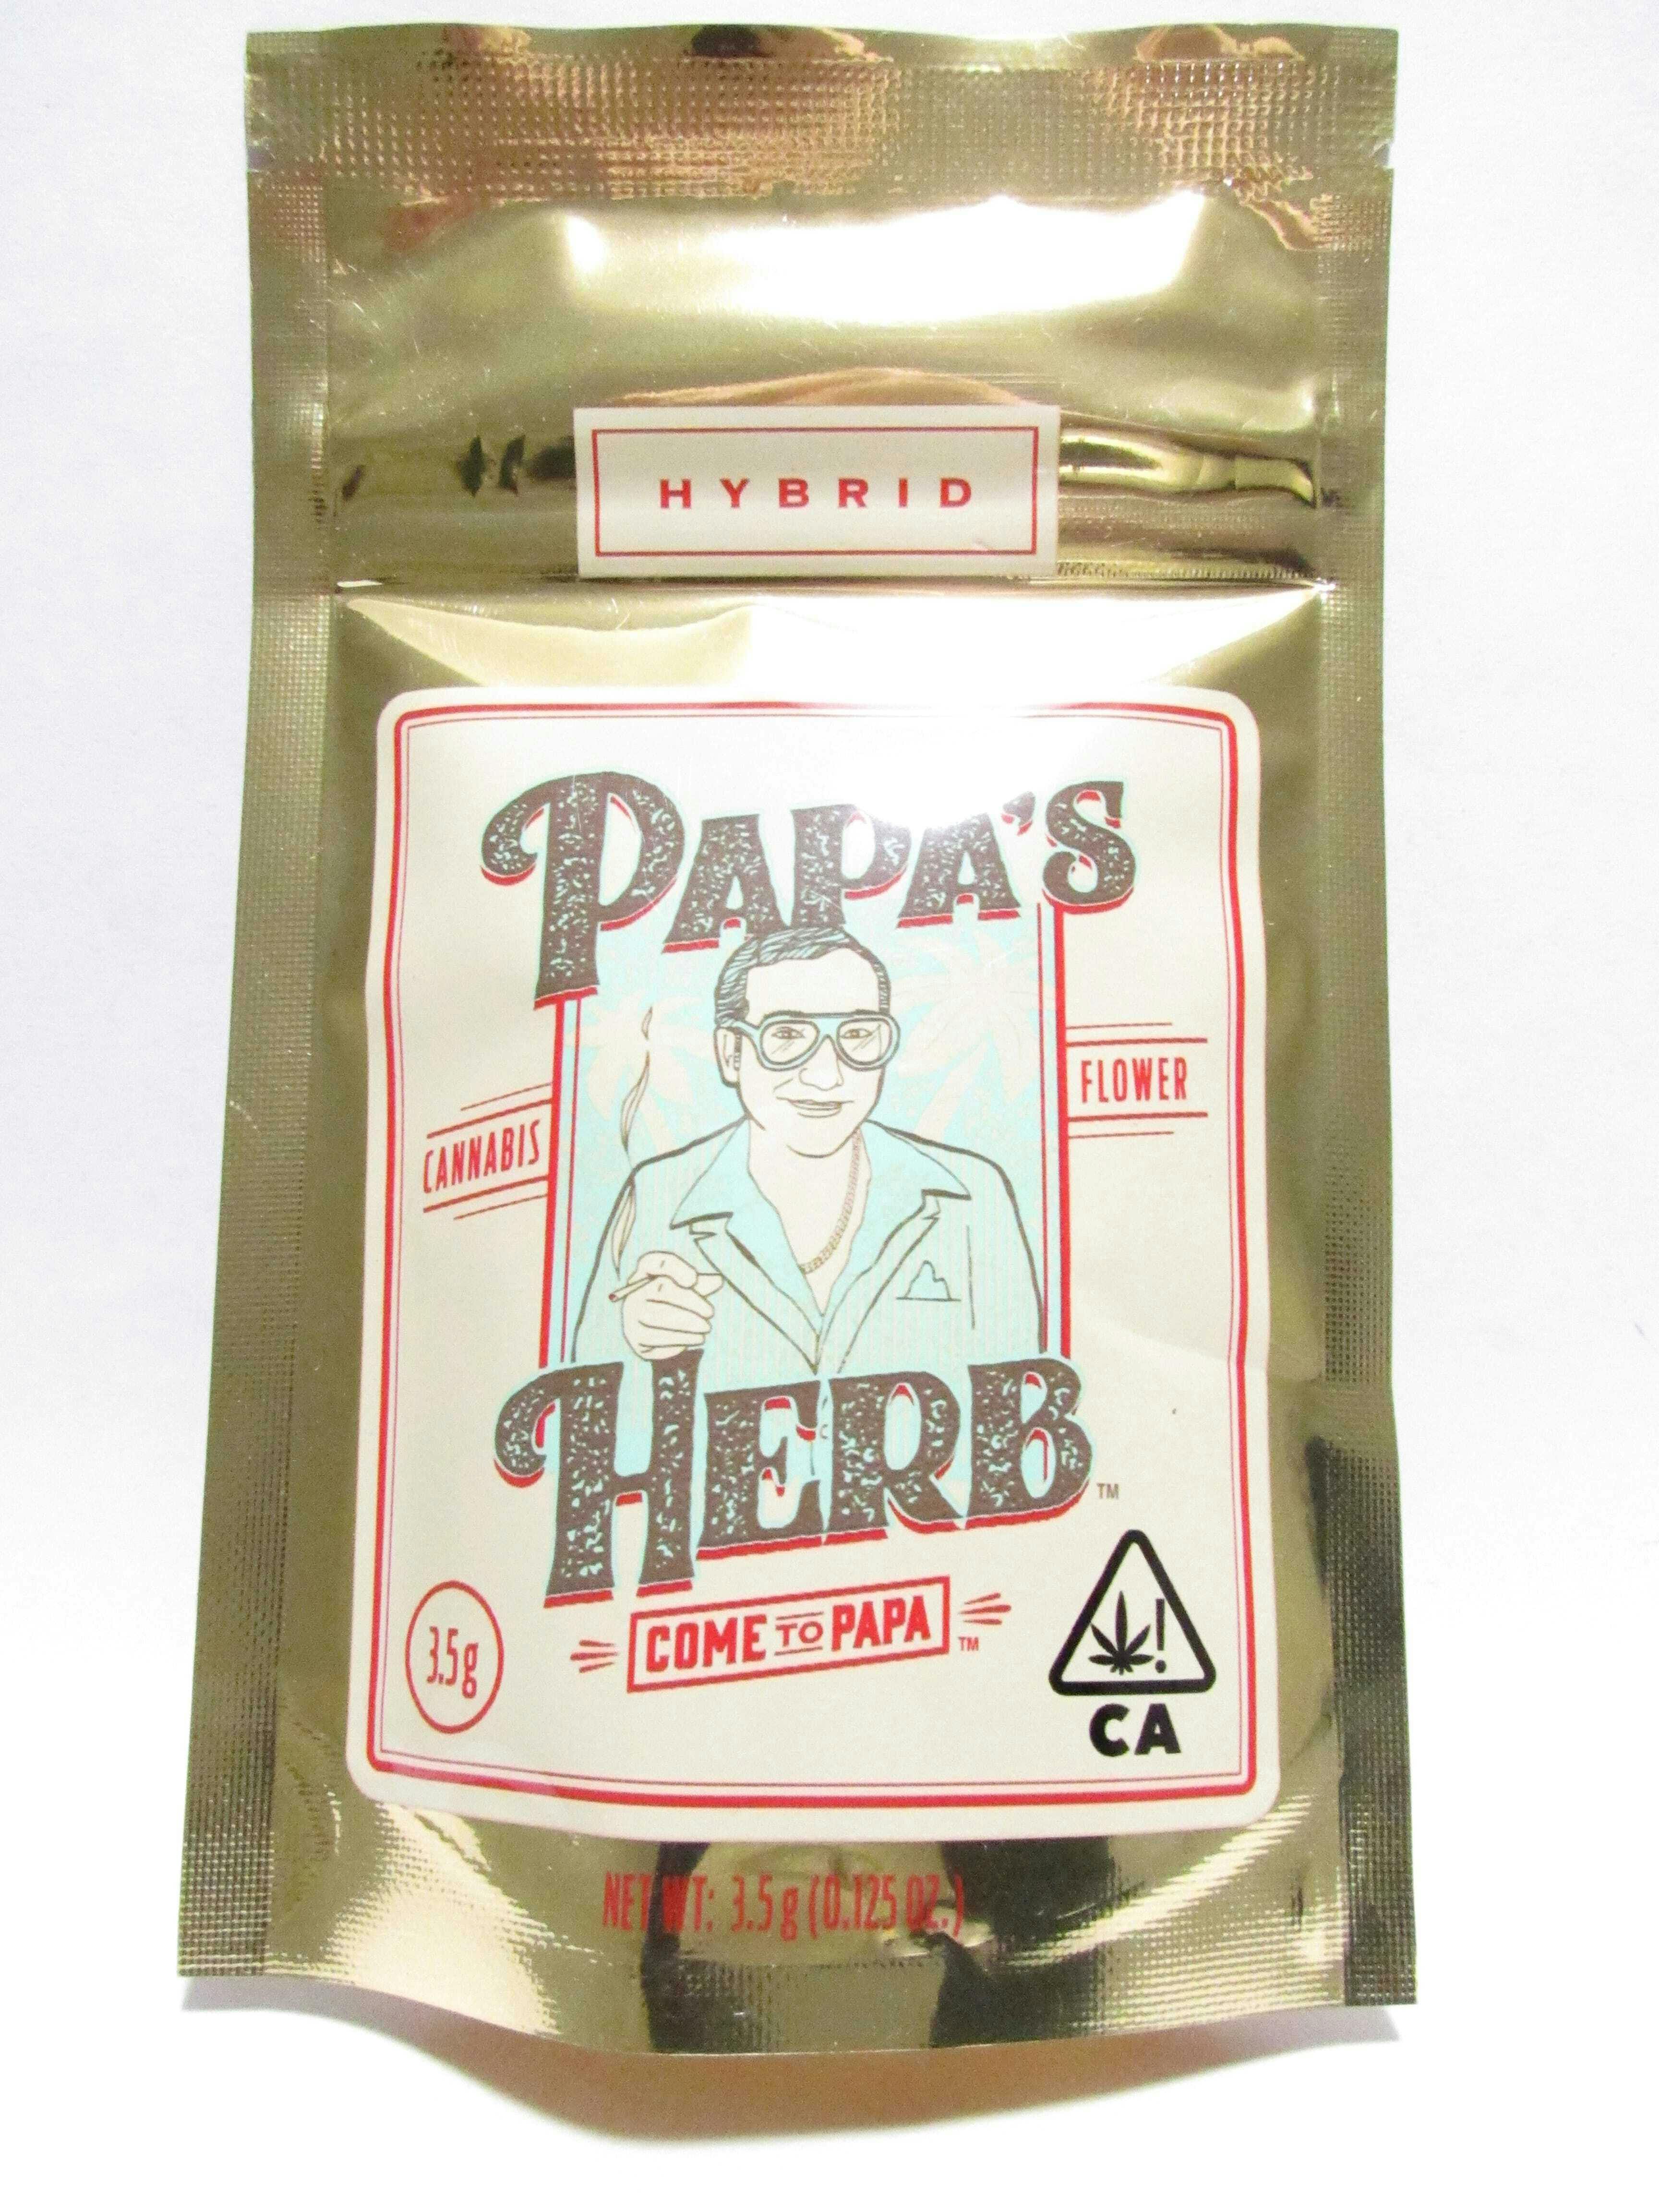 HYBRID
PAPA'S
CANNABIS
FLOWER
HERB™
COME TO PAPA™
3.5g
!
CA
NET WT: 3.5g (0.125 OZ.)